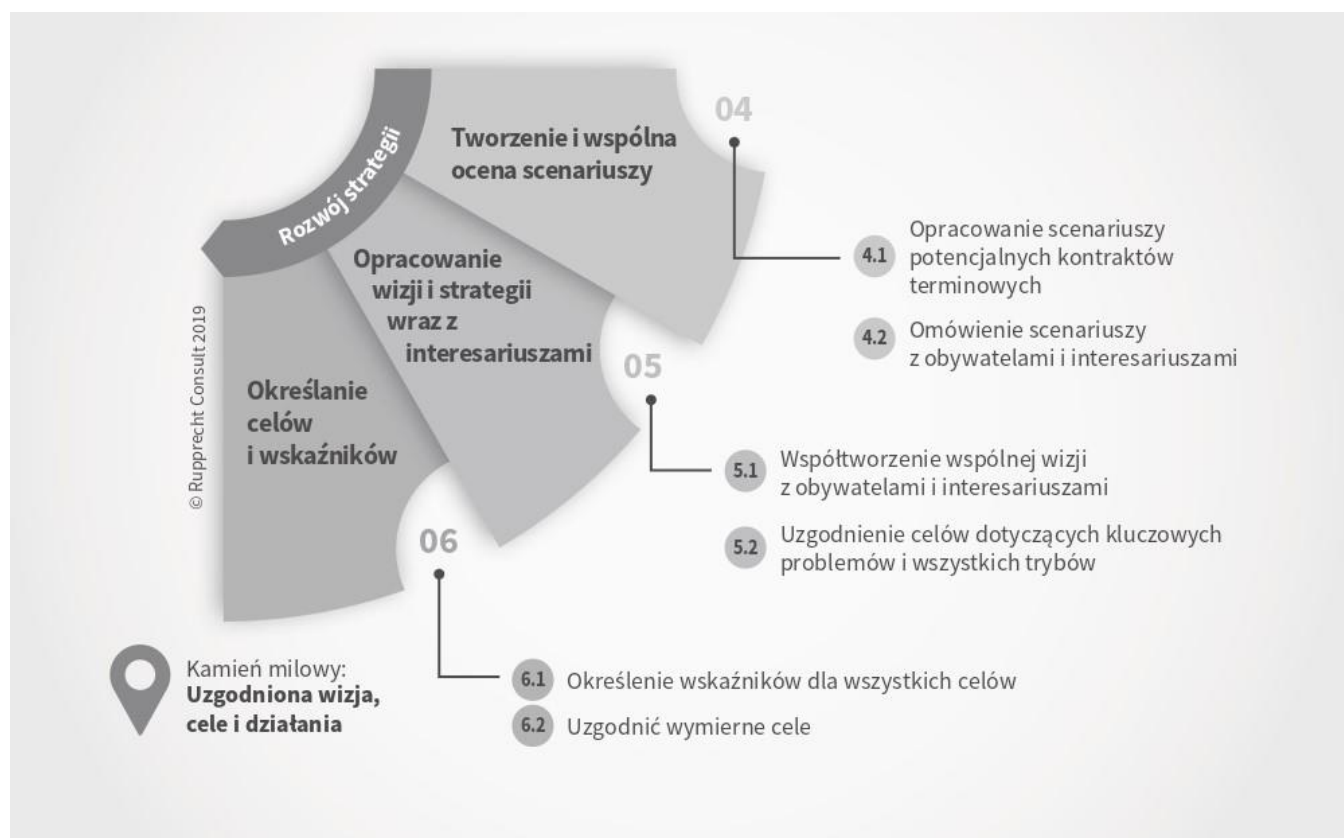 Rozwój strategii
04
Tworzenie i wspólna
ocena scenariuszy
4.1
Opracowanie scenariuszy
potencjalnych kontraktów
terminowych
4.2
Omówienie scenariuszy
z obywatelami i interesariuszami
05
Opracowanie
wizji i strategii
wraz z
interesariuszami
5.1
Współtworzenie wspólnej wizji
z obywatelami i interesariuszami
5.2
Uzgodnienie celów dotyczących kluczowych
problemów i wszystkich trybów
06
Określanie
celów
i wskaźników
6.1
Określenie wskaźników dla wszystkich celów
6.2
Uzgodnić wymierne cele
Kamień milowy:
Uzgodniona wizja,
cele i działania
© Rupprecht Consult 2019